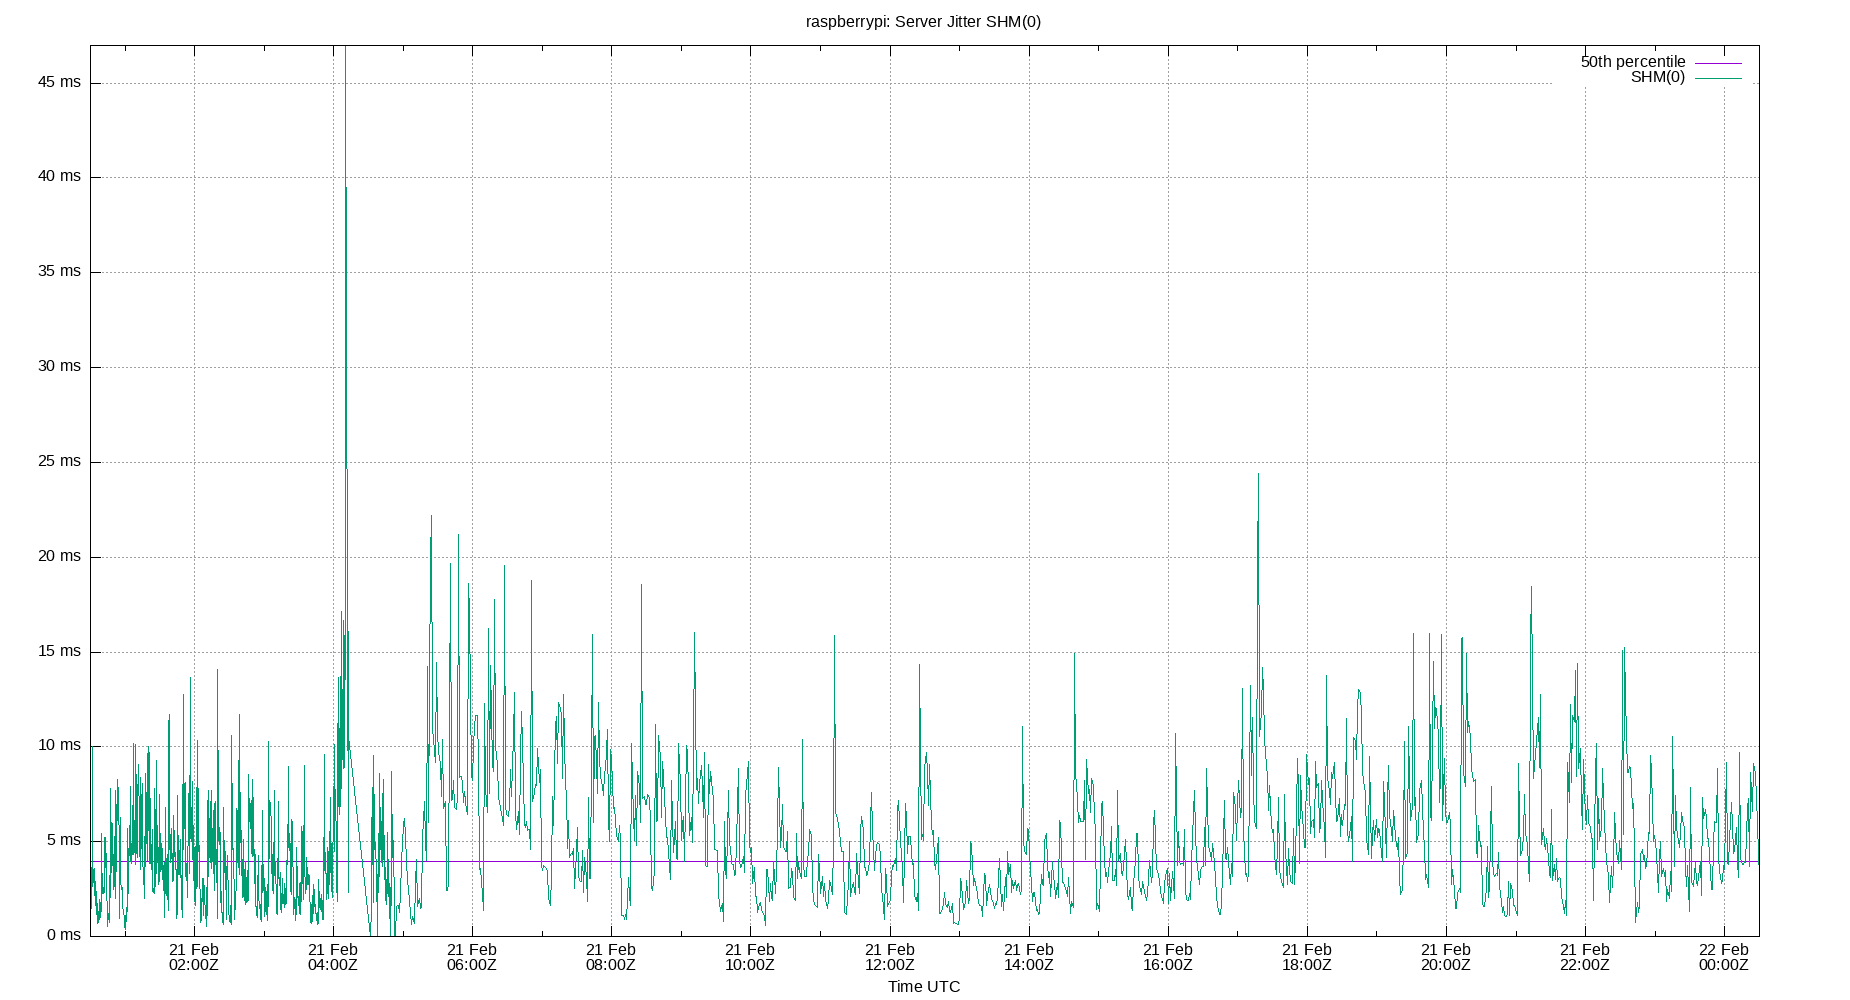 raspberrypi: Server Jitter SHM(0)
50th percentile
SHM(0)
45 ms
40 ms
35 ms
30 ms
25 ms
20 ms
15 ms
10 ms
5 ms
0 ms
21 Feb 21 Feb 21 Feb 21 Feb 21 Feb 21 Feb 21 Feb 21 Feb 21 Feb 21 Feb 21 Feb 22 Feb
02:00Z 04:00Z 06:00Z 08:00Z 10:00Z 12:00Z 14:00Z 16:00Z 18:00Z 20:00Z 22:00Z 00:00Z
Time UTC